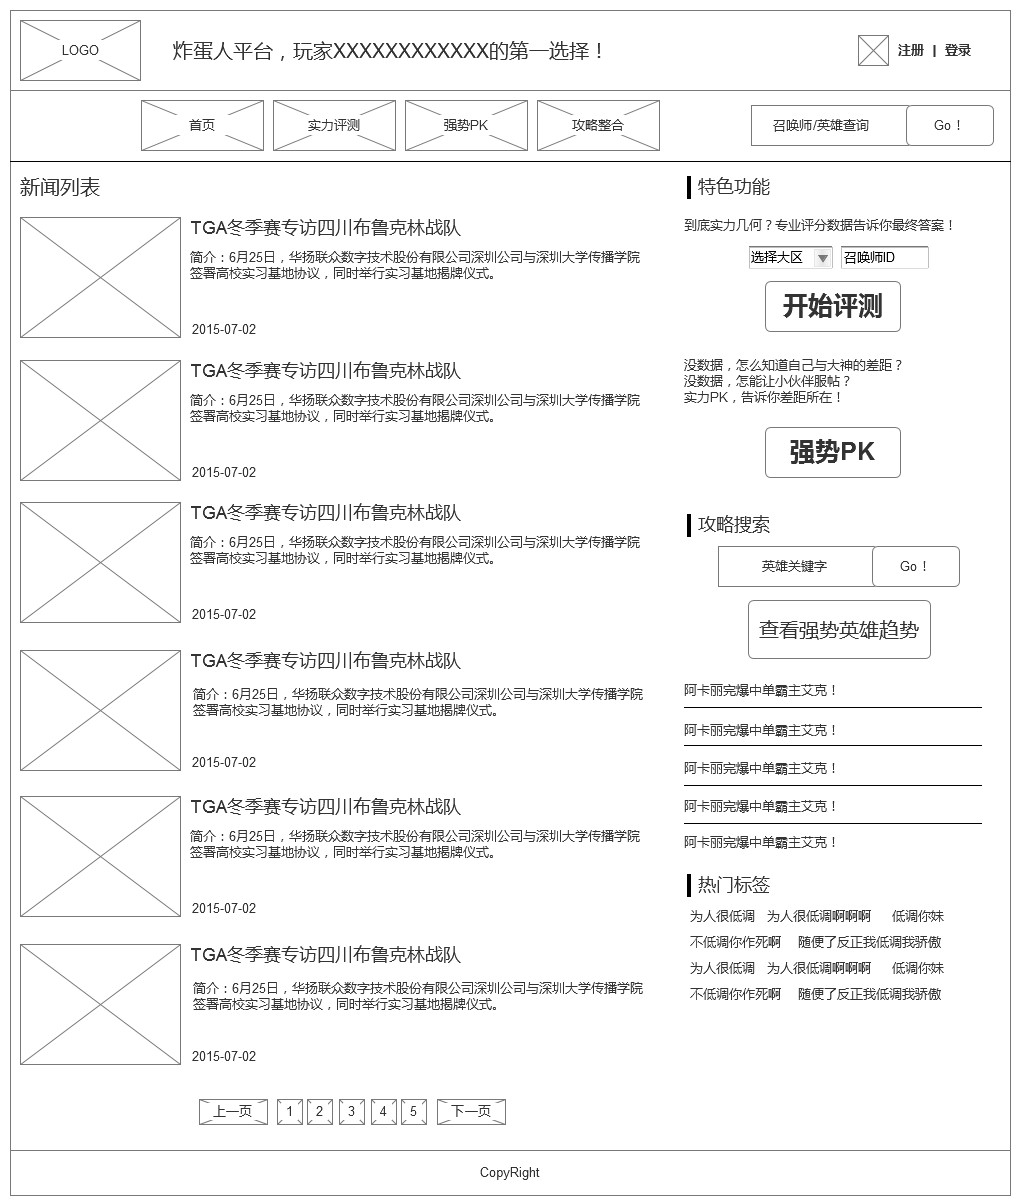 LOGO
炸蛋人平台，玩家XXXXXXXXXXXX的第一选择！
注册 | 登录
首页
实力评测
强势PK
攻略整合
召唤师/英雄查询
Go！
新闻列表
TGA冬季赛专访四川布鲁克林战队
简介：6月25日，华扬联众数字技术股份有限公司深圳公司与深圳大学传播学院
签署高校实习基地协议，同时举行实习基地揭牌仪式。
2015-07-02
TGA冬季赛专访四川布鲁克林战队
简介：6月25日，华扬联众数字技术股份有限公司深圳公司与深圳大学传播学院
签署高校实习基地协议，同时举行实习基地揭牌仪式。
2015-07-02
TGA冬季赛专访四川布鲁克林战队
简介：6月25日，华扬联众数字技术股份有限公司深圳公司与深圳大学传播学院
签署高校实习基地协议，同时举行实习基地揭牌仪式。
2015-07-02
TGA冬季赛专访四川布鲁克林战队
简介：6月25日，华扬联众数字技术股份有限公司深圳公司与深圳大学传播学院
签署高校实习基地协议，同时举行实习基地揭牌仪式。
2015-07-02
TGA冬季赛专访四川布鲁克林战队
简介：6月25日，华扬联众数字技术股份有限公司深圳公司与深圳大学传播学院
签署高校实习基地协议，同时举行实习基地揭牌仪式。
2015-07-02
TGA冬季赛专访四川布鲁克林战队
简介：6月25日，华扬联众数字技术股份有限公司深圳公司与深圳大学传播学院
签署高校实习基地协议，同时举行实习基地揭牌仪式。
2015-07-02
上一页 1 2 3 4 5 下一页
特色功能
到底实力几何？专业评分数据告诉你最终答案！
选择大区 召唤师ID
开始评测
没数据，怎么知道自己与大神的差距？
没数据，怎能让小伙伴服帖？
实力PK，告诉你差距所在！
强势PK
攻略搜索
英雄关键字 Go！
查看强势英雄趋势
阿卡丽完爆中单霸主艾克！
阿卡丽完爆中单霸主艾克！
阿卡丽完爆中单霸主艾克！
阿卡丽完爆中单霸主艾克！
阿卡丽完爆中单霸主艾克！
热门标签
为人很低调 为人很低调啊啊啊 低调你妹
不低调你作死啊 随便了反正我低调我骄傲
为人很低调 为人很低调啊啊啊 低调你妹
不低调你作死啊 随便了反正我低调我骄傲
CopyRight